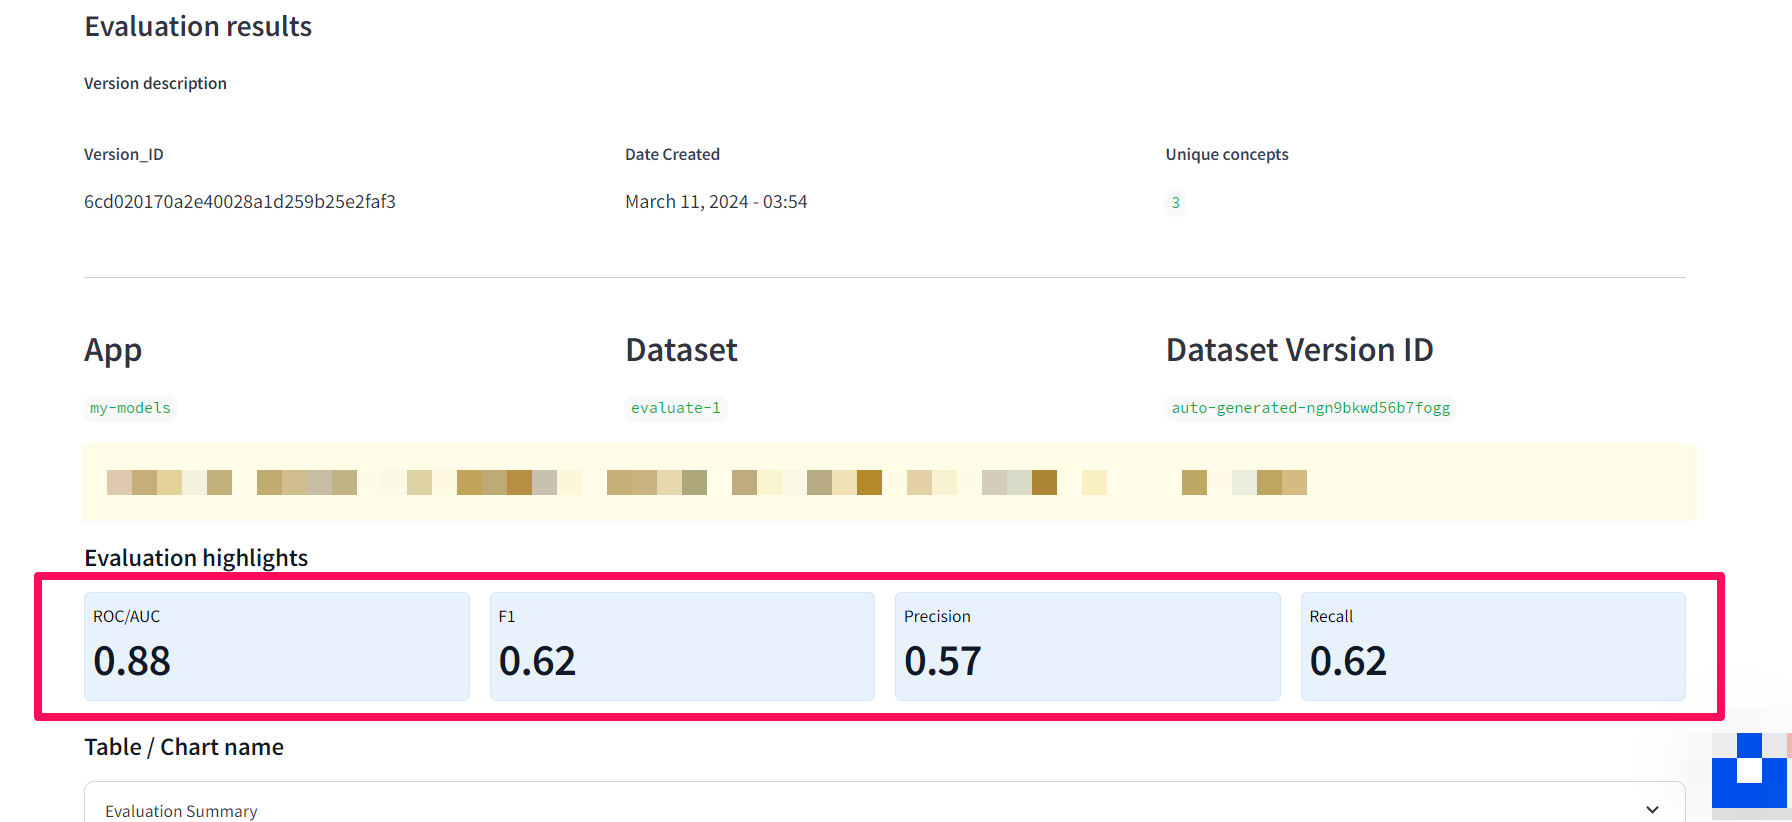 Evaluation results
Version description
Version_ID
Date Created
Unique concepts
6cd020170a2e40028a1d259b25e2faf3
March 11, 2024 - 03:54
3
App
Dataset
Dataset Version ID
my-models
evaluate-1
auto-generated-ngn9bkwd56b7fogg
Evaluation highlights
ROC/AUC
0.88
F1
0.62
Precision
0.57
Recall
0.62
Table / Chart name
Evaluation Summary